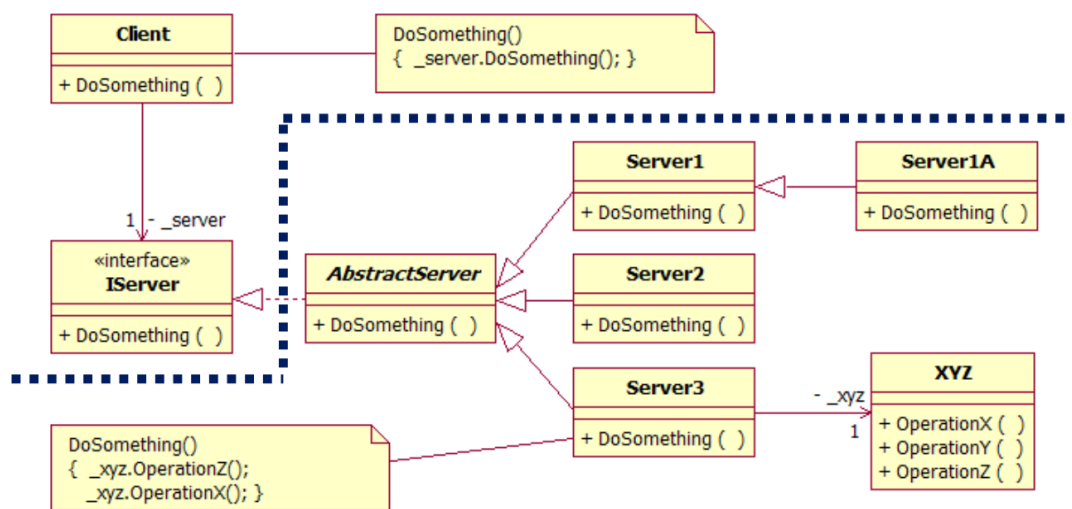 Client
+ DoSomething ( )
DoSomething()
{ _server.DoSomething(); }
1 - _server
«interface»
IServer
+ DoSomething ( )
AbstractServer
+ DoSomething ( )
Server1
+ DoSomething ( )
Server1A
+ DoSomething ( )
Server2
+ DoSomething ( )
Server3
+ DoSomething ( )
- _xyz
1
XYZ
+ OperationX ( )
+ OperationY ( )
+ OperationZ ( )
DoSomething()
{ _xyz.OperationZ();
_xyz.OperationX(); }